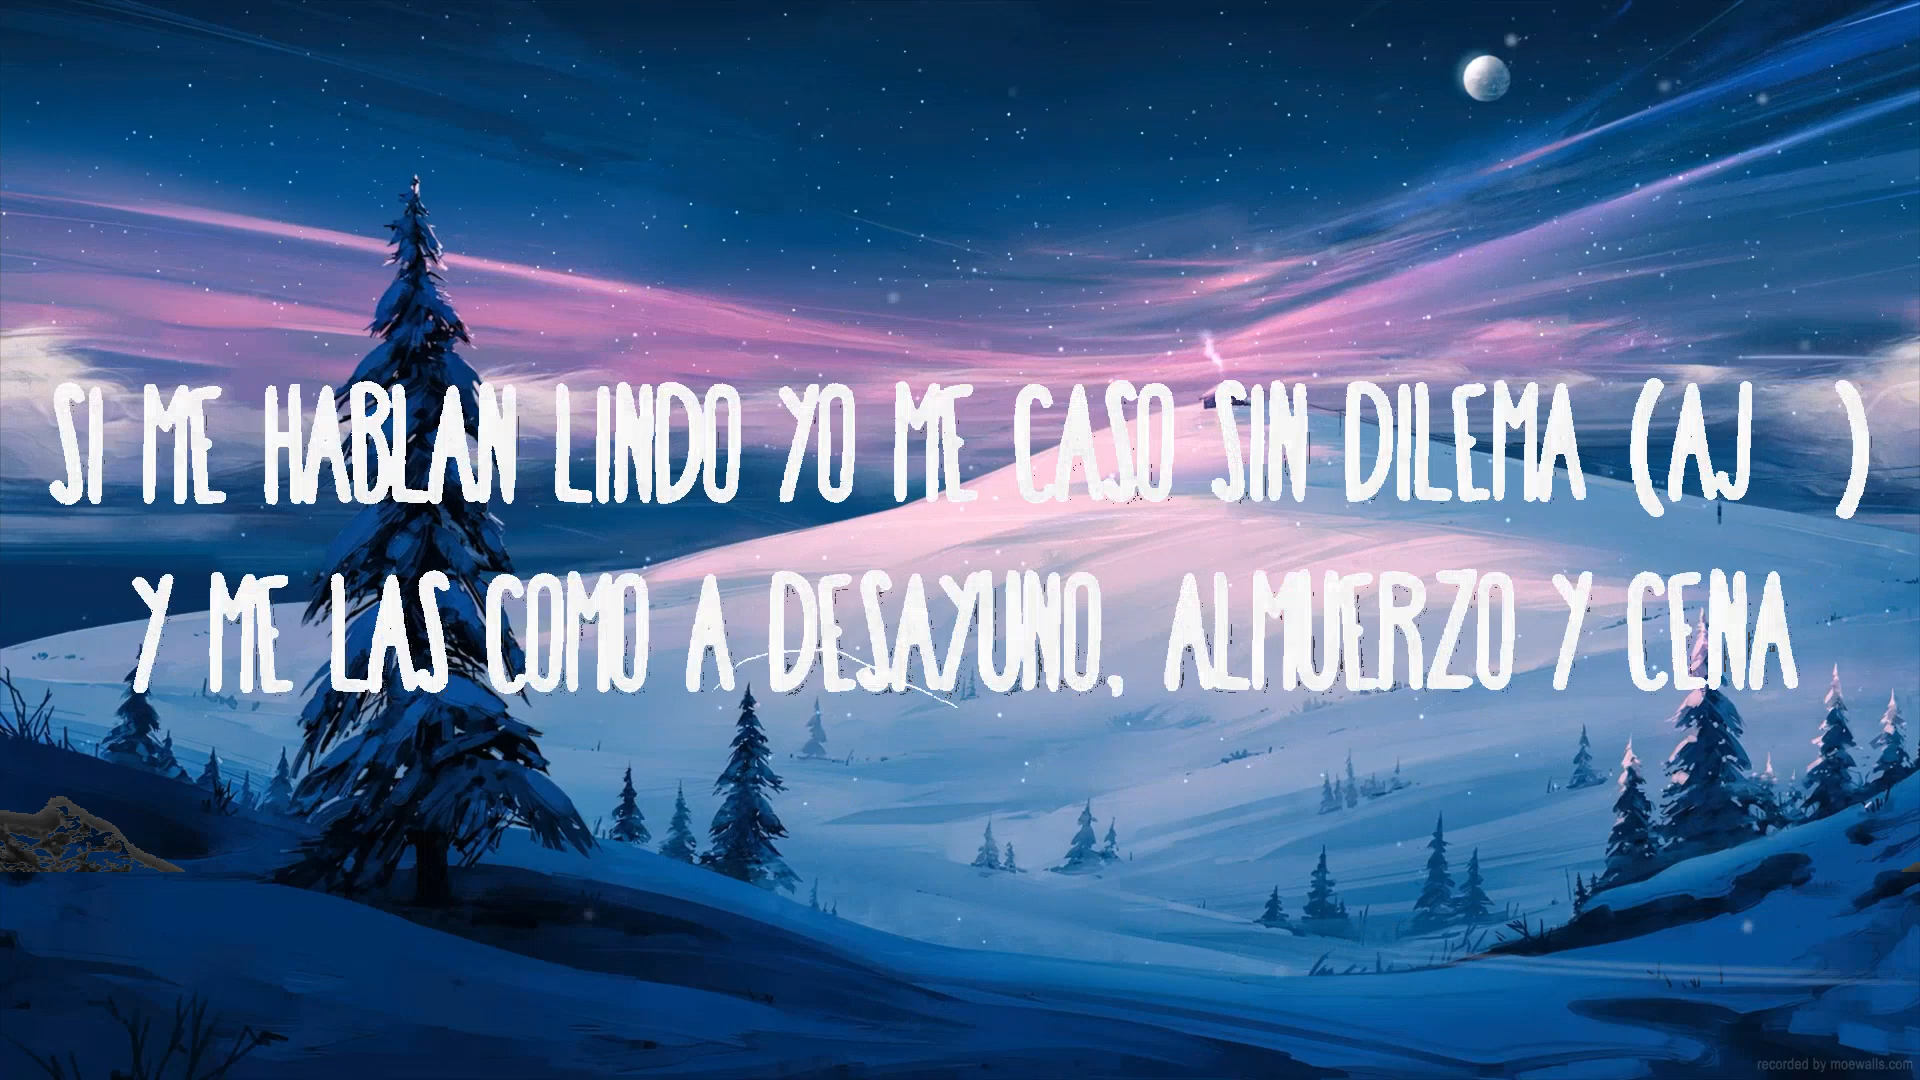 SI ME HABLAN LINDO YO ME CASO SIN DILEMA (AJ )
Y ME LAS COMO A DESAYUNO, ALMUERZO Y CENA
recorded by moewalls.com